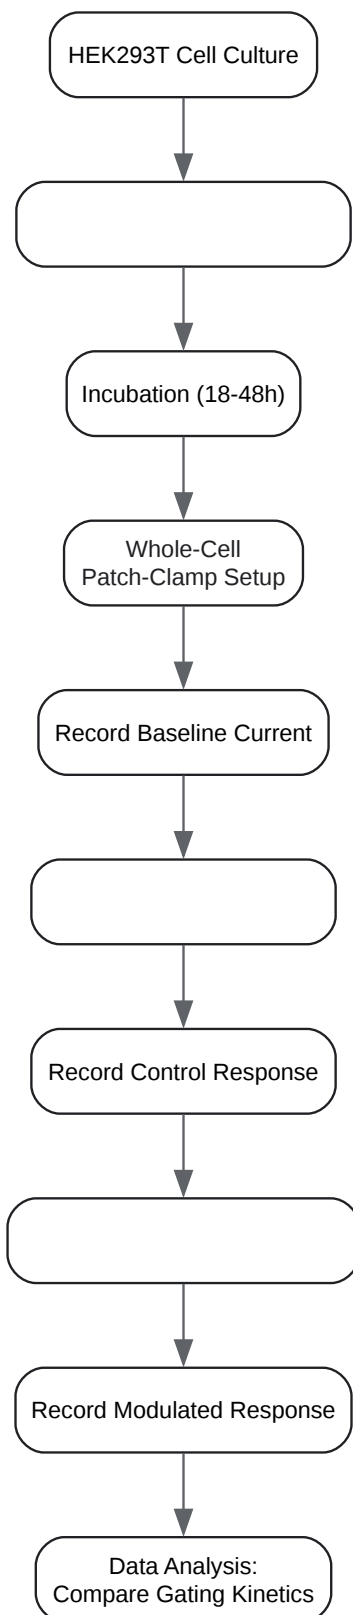 HEK293T Cell Culture
Incubation (18-48h)
Whole-Cell
Patch-Clamp Setup
Record Baseline Current
Record Control Response
Record Modulated Response
Data Analysis:
Compare Gating Kinetics